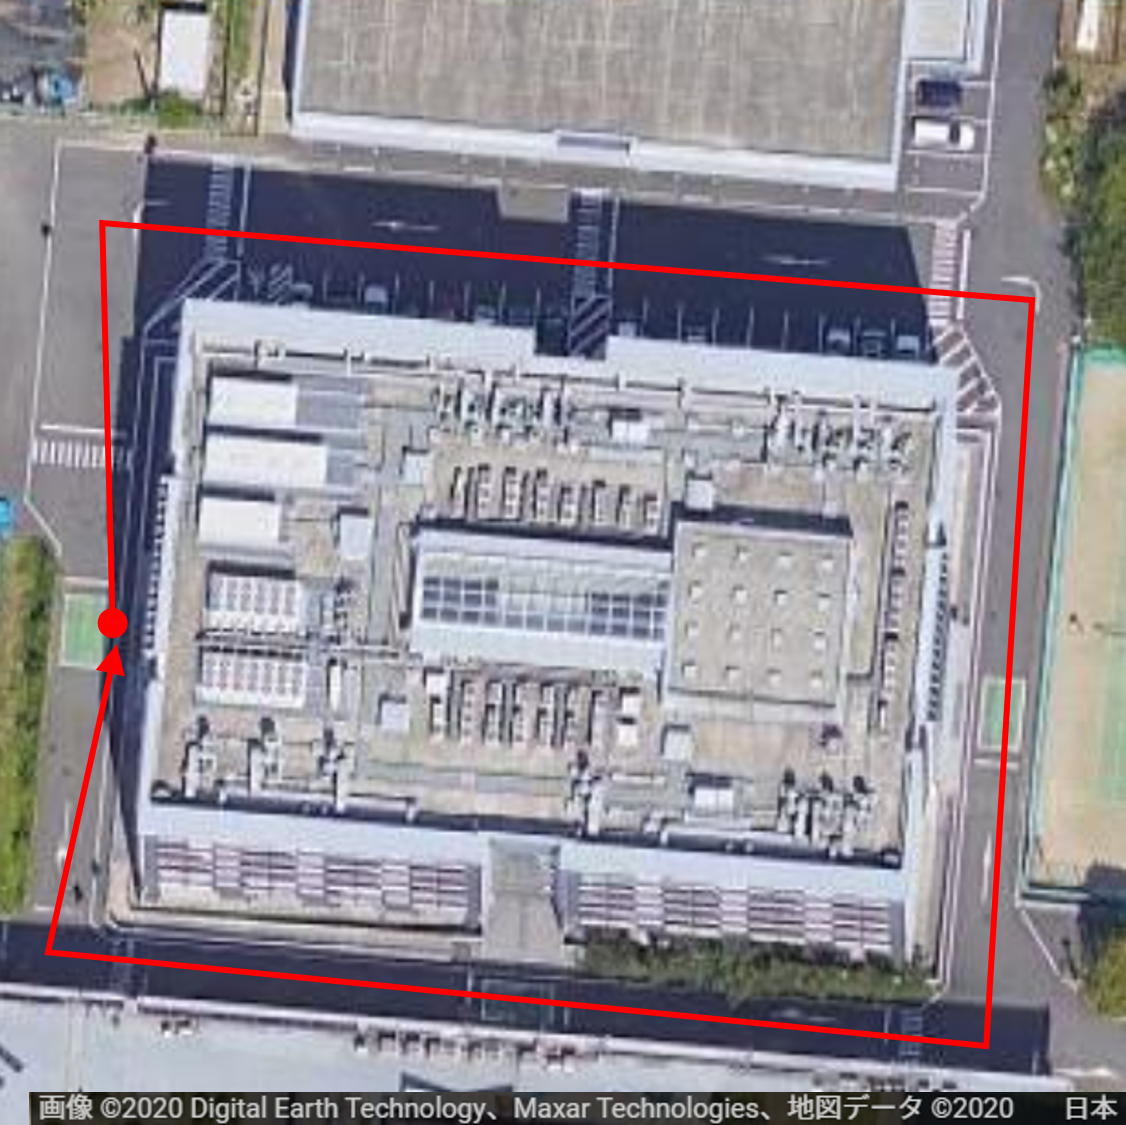 画像 ©2020 Digital Earth Technology、Maxar Technologies、地図データ ©2020 日本